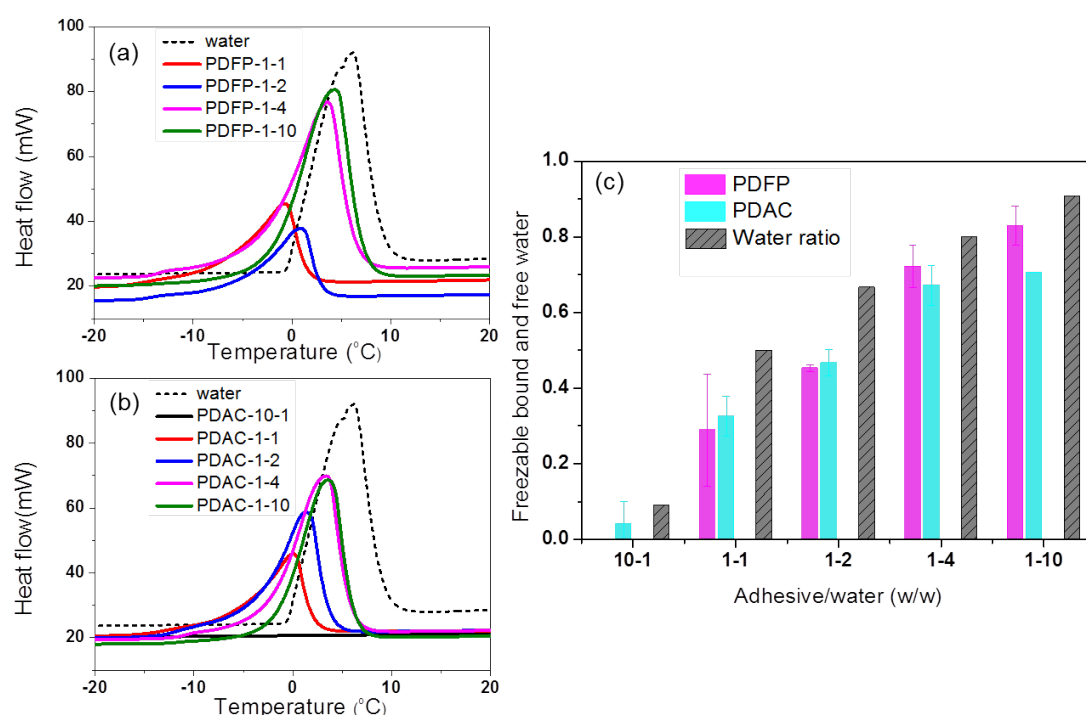 (a)
water
PDFP-1-1
PDFP-1-2
PDFP-1-4
PDFP-1-10
Heat flow (mW)
100
80
60
40
20
-20
-10
0
10
20
Temperature (°C)
(b)
water
PDAC-10-1
PDAC-1-1
PDAC-1-2
PDAC-1-4
PDAC-1-10
Heat flow(mW)
100
80
60
40
20
-20
-10
0
10
20
Temperature (°C)
(c)
PDFP
PDAC
Water ratio
Freezable bound and free water
1.0
0.8
0.6
0.4
0.2
0.0
10-1
1-1
1-2
1-4
1-10
Adhesive/water (w/w)